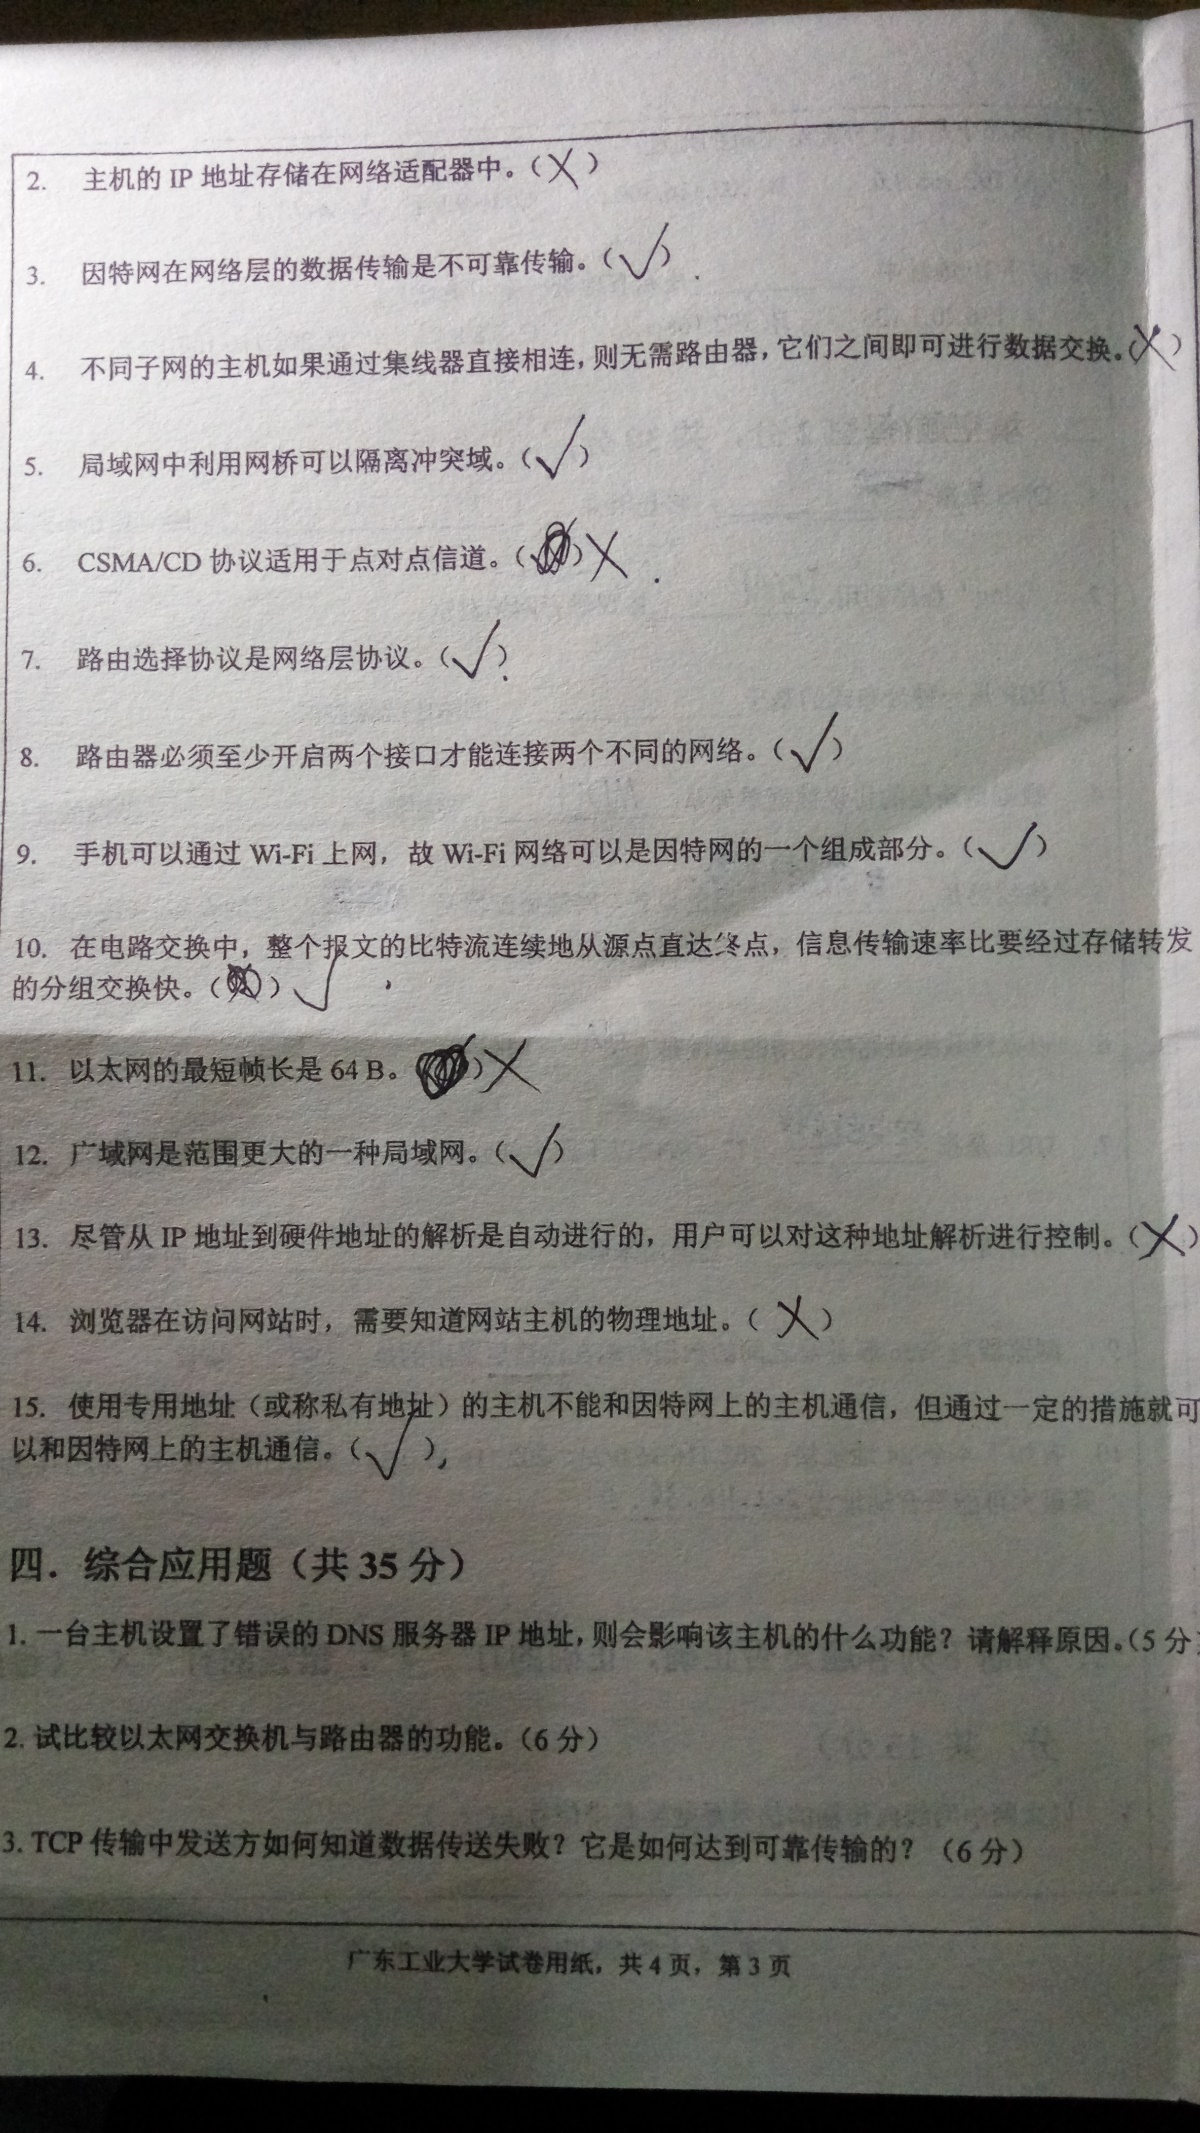 2. 主机的 IP 地址存储在网络适配器中。(×)
3. 因特网在网络层的数据传输是不可靠传输。(√)
4. 不同子网的主机如果通过集线器直接相连,则无需路由器,它们之间即可进行数据交换。(×)
5. 局域网中利用网桥可以隔离冲突域。(√)
6. CSMA/CD 协议适用于点对点信道。( )×
7. 路由选择协议是网络层协议。(√)
8. 路由器必须至少开启两个接口才能连接两个不同的网络。(√)
9. 手机可以通过 Wi-Fi 上网，故 Wi-Fi 网络可以是因特网的一个组成部分。(√)
10. 在电路交换中，整个报文的比特流连续地从源点直达终点，信息传输速率比要经过存储转发
的分组交换快。( )√
11. 以太网的最短帧长是 64 B。( )×
12. 广域网是范围更大的一种局域网。(√)
13. 尽管从 IP 地址到硬件地址的解析是自动进行的，用户可以对这种地址解析进行控制。(×)
14. 浏览器在访问网站时，需要知道网站主机的物理地址。(×)
15. 使用专用地址（或称私有地址）的主机不能和因特网上的主机通信，但通过一定的措施就可
以和因特网上的主机通信。(√)
四．综合应用题（共 35 分）
1. 一台主机设置了错误的 DNS 服务器 IP 地址,则会影响该主机的什么功能？请解释原因。(5 分)
2. 试比较以太网交换机与路由器的功能。(6 分)
3. TCP 传输中发送方如何知道数据传送失败？它是如何达到可靠传输的？（6 分）
广东工业大学试卷用纸，共 4 页，第 3 页